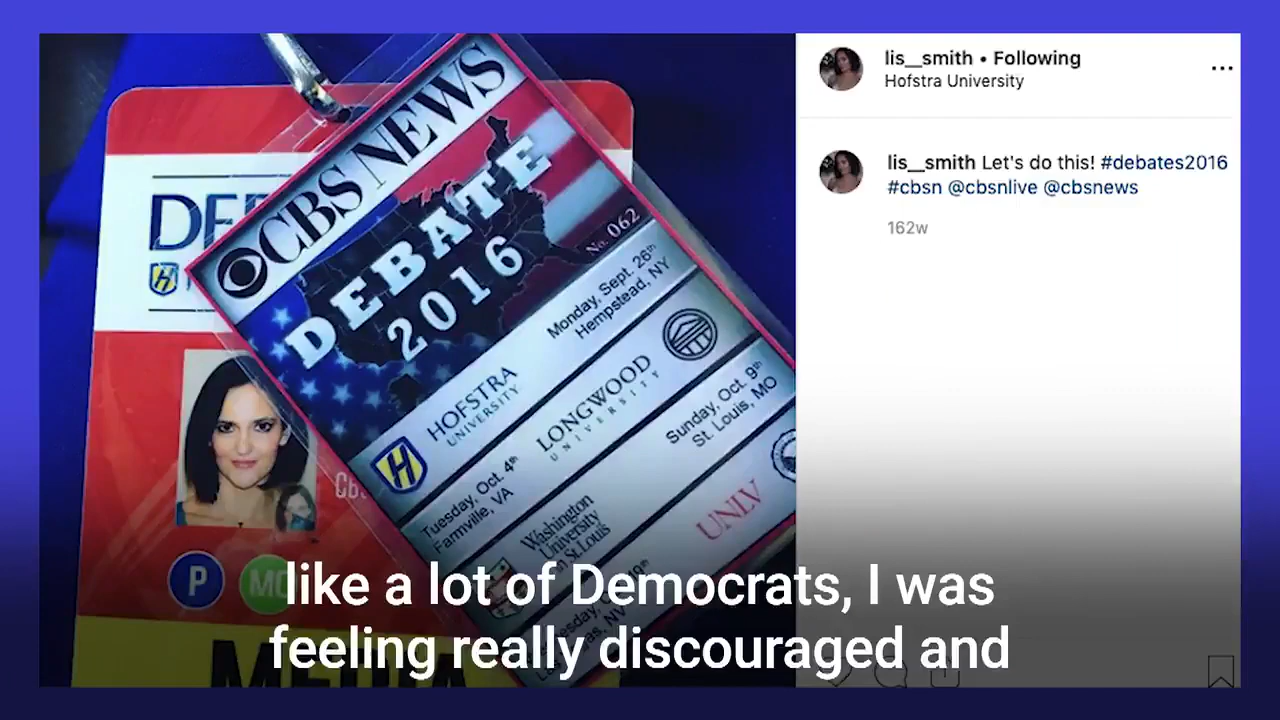 lis__smith • Following
Hofstra University
lis__smith Let's do this! #debates2016
#cbsn @cbsnlive @cbsnews
162w
CBS NEWS
DEBATE
2016
No. 062
Monday, Sept. 26th
Hempstead, NY
HOFSTRA
UNIVERSITY
H
LONGWOOD
UNIVERSITY
Tuesday, Oct. 4th
Farmville, VA
Sunday, Oct. 9th
St. Louis, MO
Washington
University
in St. Louis
UNLV
P
MEDIA
like a lot of Democrats, I was
feeling really discouraged and